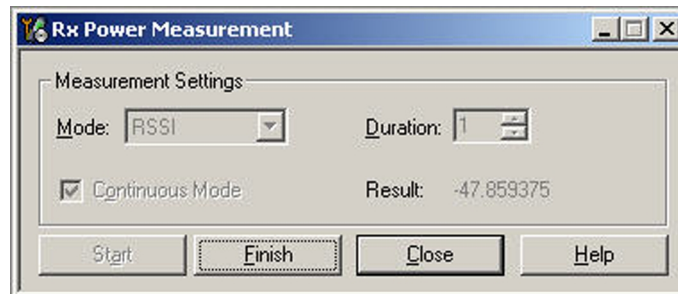 Rx Power Measurement
Measurement Settings
Mode: RSSI Duration: 1
Continuous Mode Result: -47.859375
Start Finish Close Help